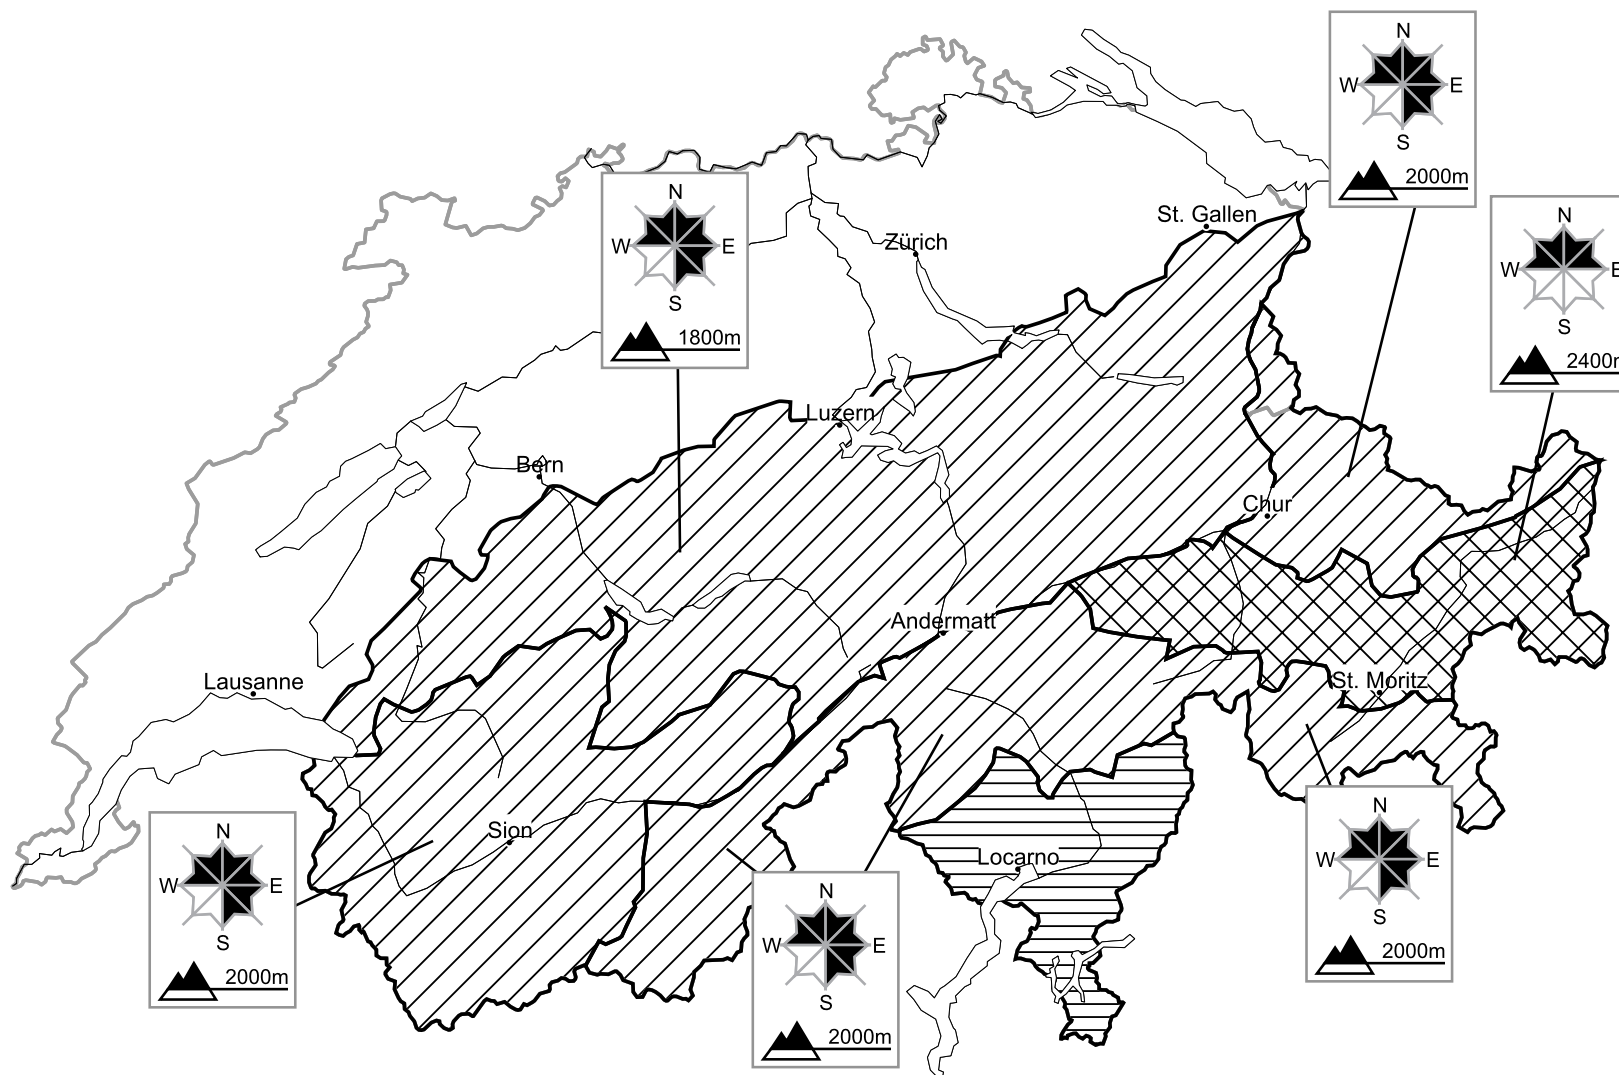 N
W E
S
2000m
N
W E
S
1800m
St. Gallen
Zürich
N
W E
S
2400m
Luzern
Bern
Chur
Andermatt
Lausanne
St. Moritz
N
W E
S
2000m
Sion
Locarno
N
W E
S
2000m
N
W E
S
2000m